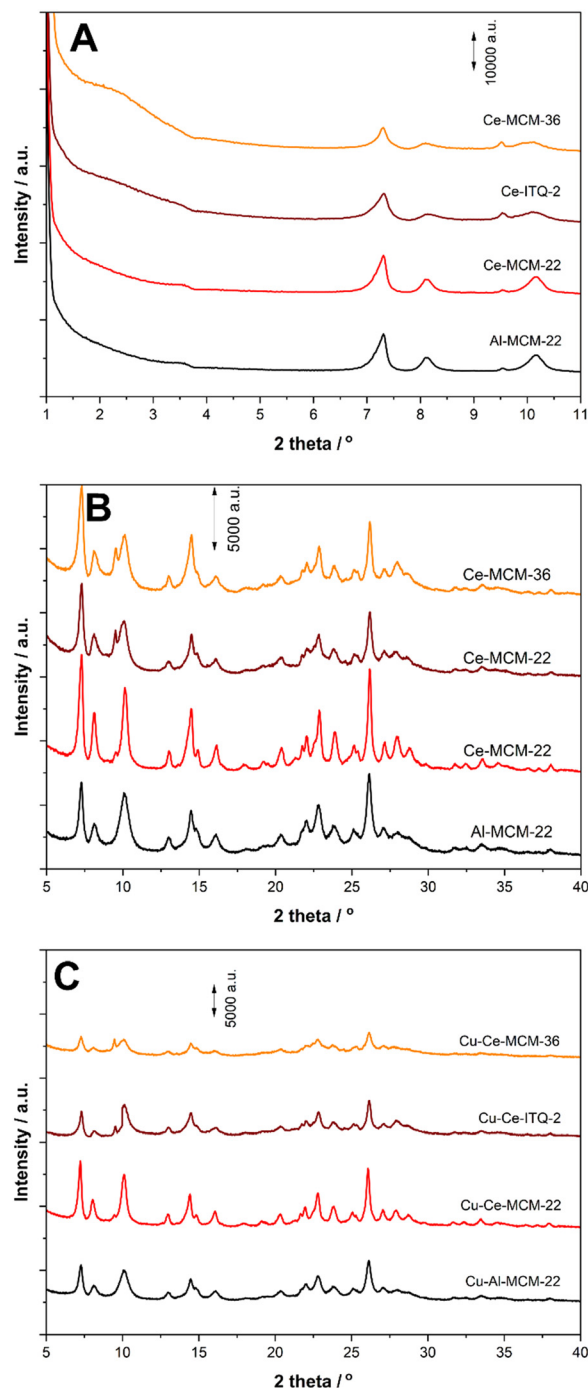 A
10000 a.u.
Ce-MCM-36
Ce-ITQ-2
Ce-MCM-22
Al-MCM-22
Intensity / a.u.
1 2 3 4 5 6 7 8 9 10 11
2 theta / °
B
5000 a.u.
Ce-MCM-36
Ce-MCM-22
Ce-MCM-22
Al-MCM-22
Intensity / a.u.
5 10 15 20 25 30 35 40
2 theta / °
C
5000 a.u.
Cu-Ce-MCM-36
Cu-Ce-ITQ-2
Cu-Ce-MCM-22
Cu-Al-MCM-22
Intensity / a.u.
5 10 15 20 25 30 35 40
2 theta / °